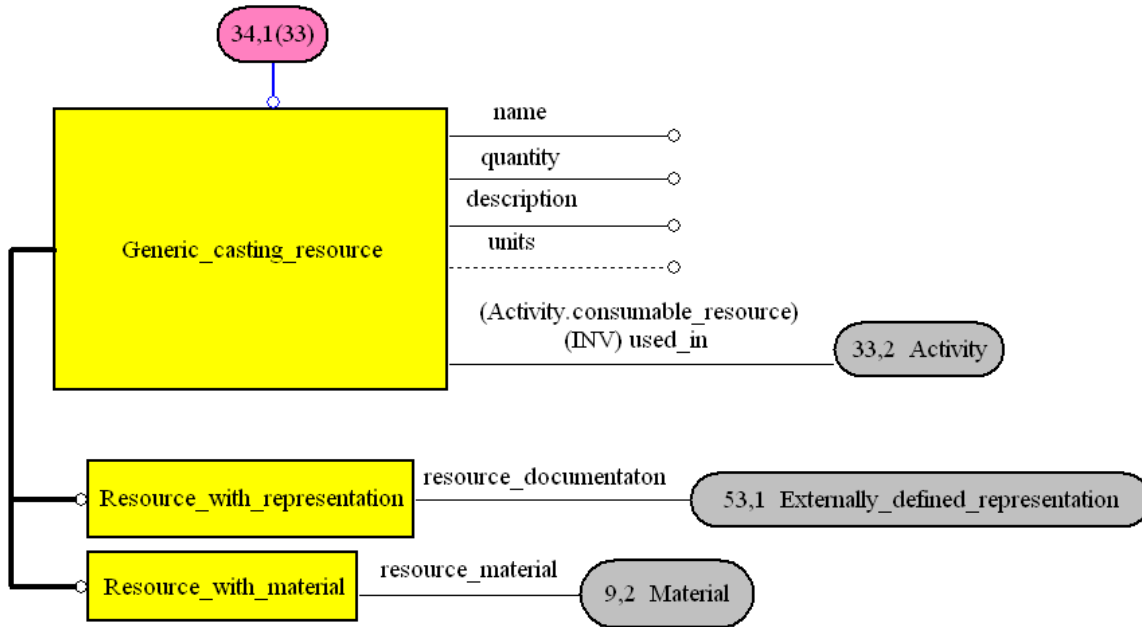 34,1(33)
name
quantity
description
units
Generic_casting_resource
(Activity.consumable_resource)
(INV) used_in
33,2 Activity
Resource_with_representation
resource_documentaton
53,1 Externally_defined_representation
Resource_with_material
resource_material
9,2 Material